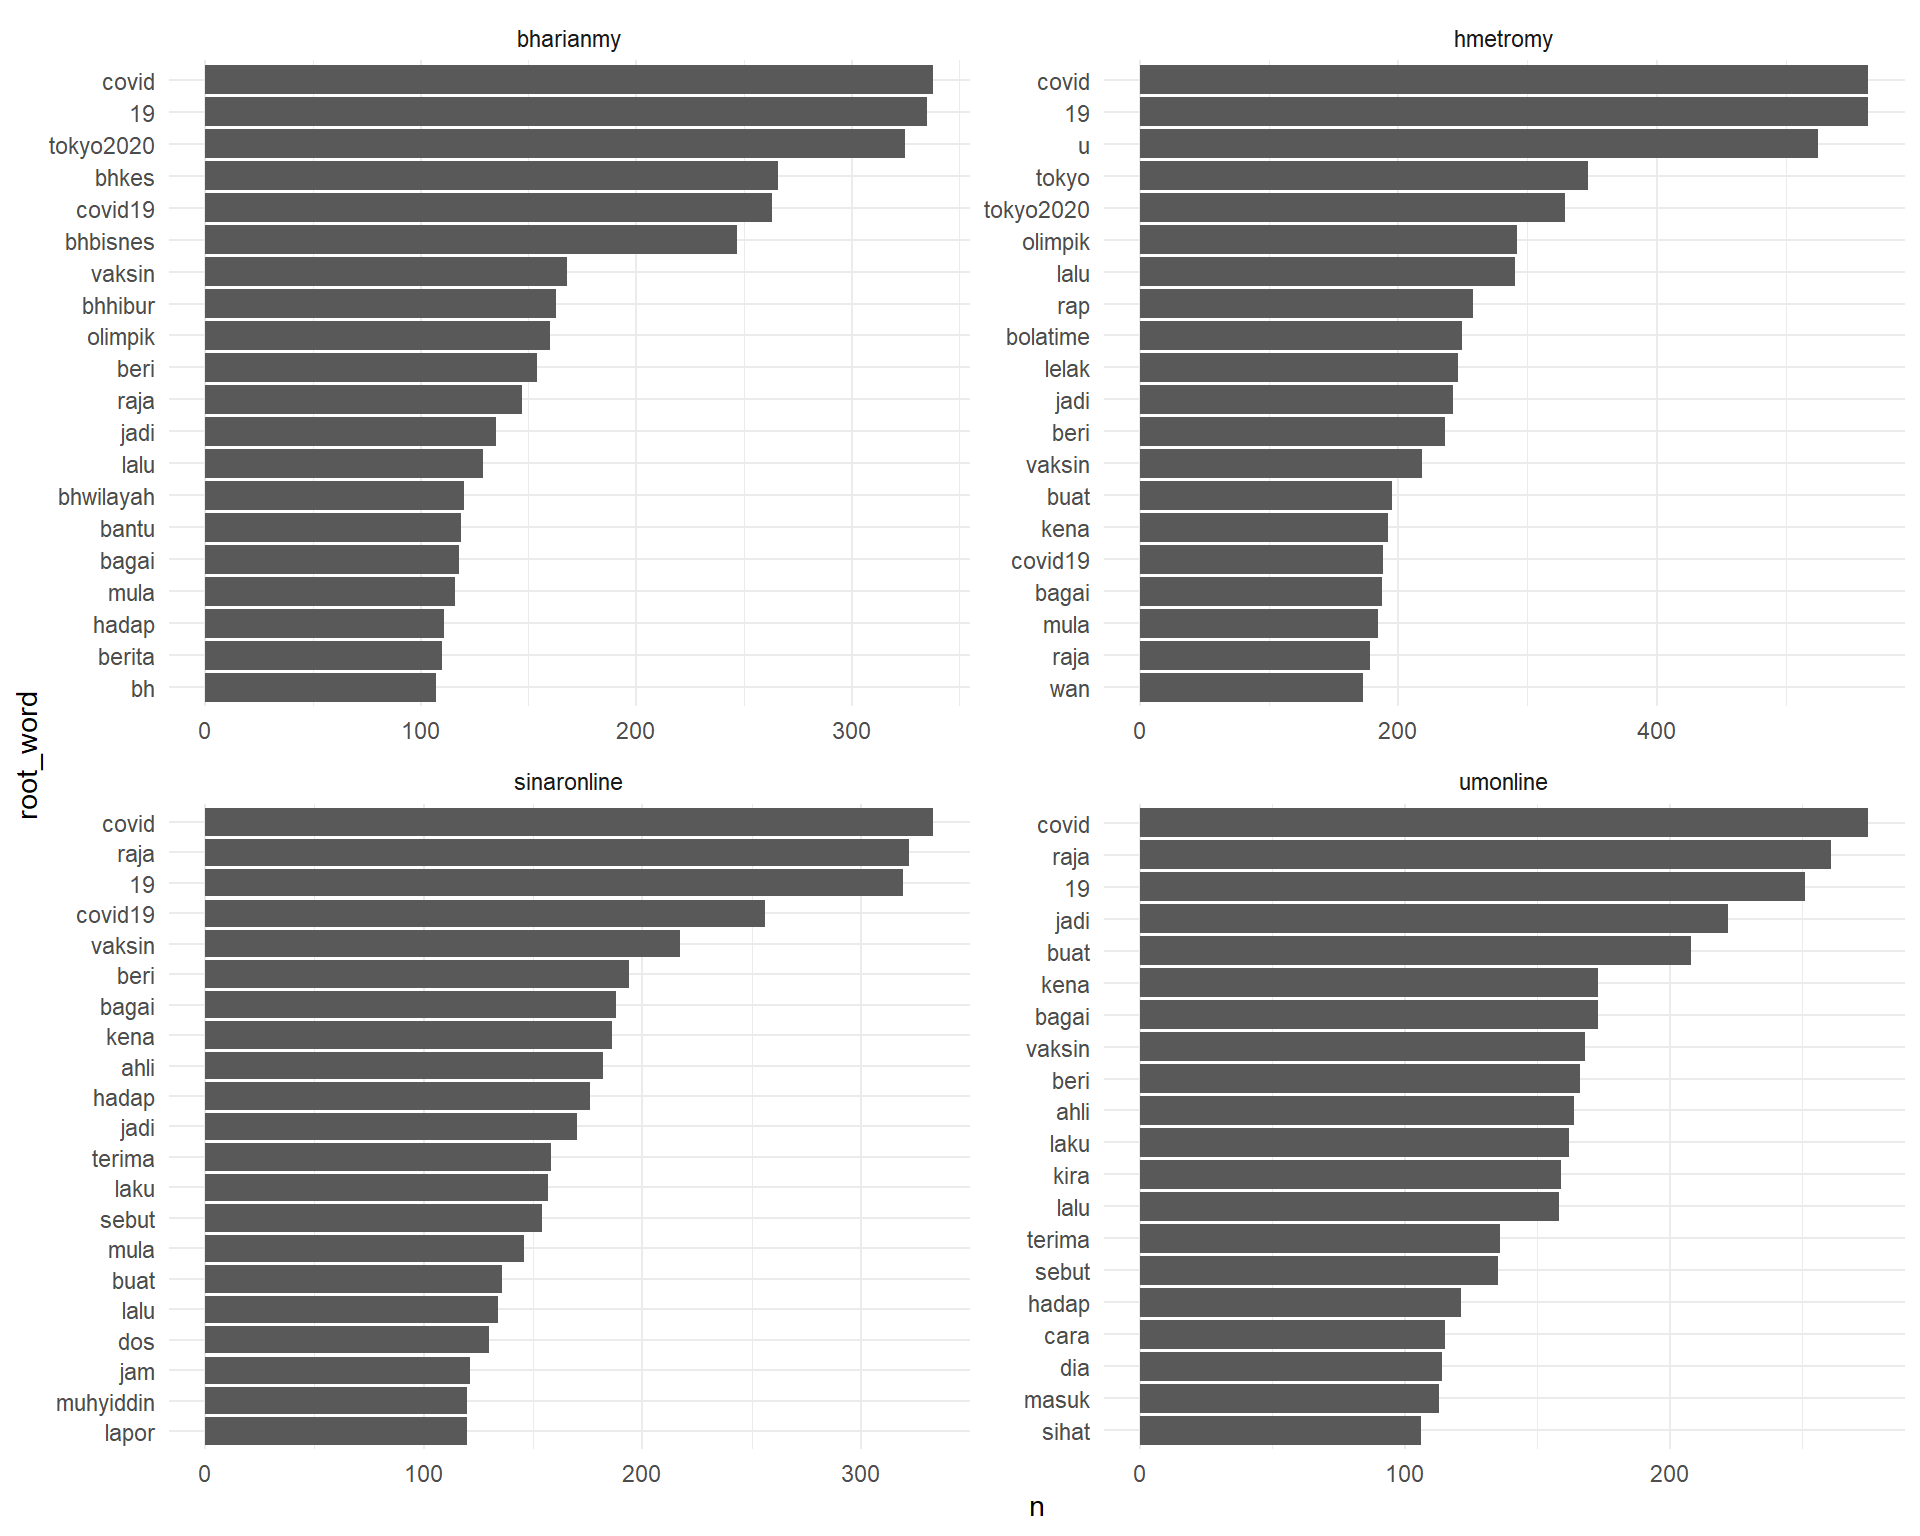 bharianmy
covid
19
tokyo2020
bhkes
covid19
bhbisnes
vaksin
bhhibur
olimpik
beri
raja
jadi
lalu
bhwilayah
bantu
bagai
mula
hadap
berita
bh
0 100 200 300
hmetromy
covid
19
u
tokyo
tokyo2020
olimpik
lalu
rap
bolatime
lelak
jadi
beri
vaksin
buat
kena
covid19
bagai
mula
raja
wan
0 200 400
root_word
sinaronline
covid
raja
19
covid19
vaksin
beri
bagai
kena
ahli
hadap
jadi
terima
laku
sebut
mula
buat
lalu
dos
jam
muhyiddin
lapor
0 100 200 300
umonline
covid
raja
19
jadi
buat
kena
bagai
vaksin
beri
ahli
laku
kira
lalu
terima
sebut
hadap
cara
dia
masuk
sihat
0 100 200
n